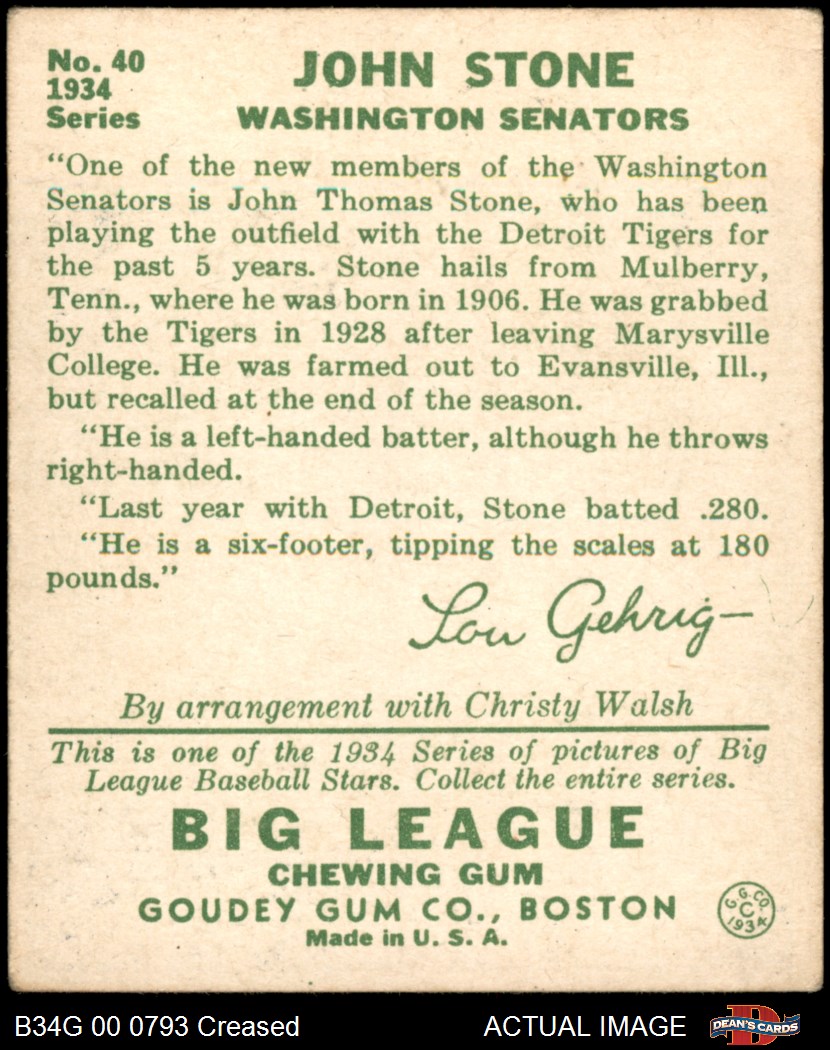 No. 40
1934
Series
JOHN STONE
WASHINGTON SENATORS
“One of the new members of the Washington
Senators is John Thomas Stone, who has been
playing the outfield with the Detroit Tigers for
the past 5 years. Stone hails from Mulberry,
Tenn., where he was born in 1906. He was grabbed
by the Tigers in 1928 after leaving Marysville
College. He was farmed out to Evansville, Ill.,
but recalled at the end of the season.
“He is a left-handed batter, although he throws
right-handed.
“Last year with Detroit, Stone batted .280.
“He is a six-footer, tipping the scales at 180
pounds.”
Lou Gehrig—
By arrangement with Christy Walsh
This is one of the 1934 Series of pictures of Big
League Baseball Stars. Collect the entire series.
BIG LEAGUE
CHEWING GUM
GOUDEY GUM CO., BOSTON
Made in U. S. A.
G. G. CO.
C
1934
B34G 00 0793 Creased
ACTUAL IMAGE
D
DEAN'S CARDS